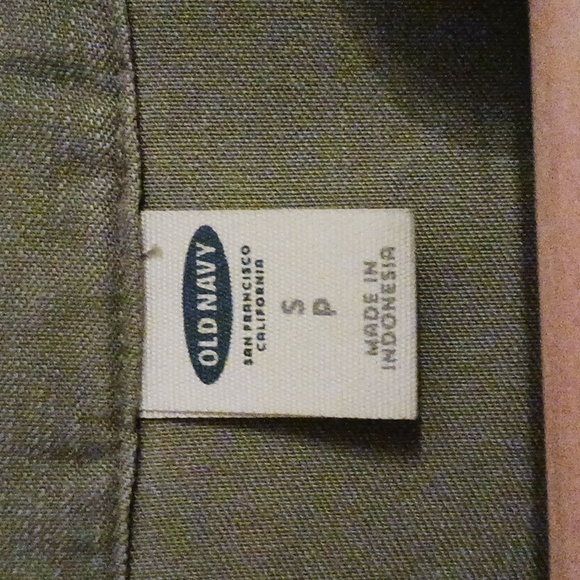 OLD NAVY
SAN FRANCISCO
CALIFORNIA
S
P
MADE IN
INDONESIA